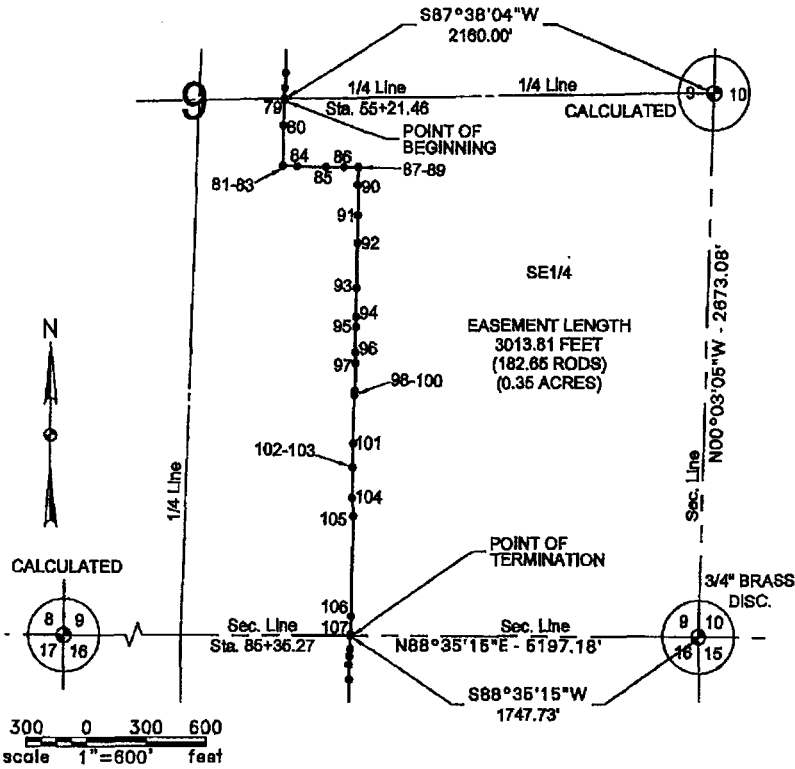 S87°38'04"W
2160.00'
9
79
1/4 Line
Sta. 55+21.46
1/4 Line
9 10
CALCULATED
80
POINT OF
BEGINNING
81-83
84
85
86
87-89
90
91
92
SE1/4
93
94
95
96
97
EASEMENT LENGTH
3013.81 FEET
(182.65 RODS)
(0.35 ACRES)
98-100
N00°03'05"W - 2673.08'
Sec. Line
N
1/4 Line
101
102-103
104
105
POINT OF
TERMINATION
CALCULATED
8 9
17 16
3/4" BRASS
DISC.
9 10
16 15
106
107
Sec. Line
Sta. 85+35.27
Sec. Line
N88°35'15"E - 5197.18'
S88°35'15"W
1747.73'
300 0 300 600
scale 1"=600' feet